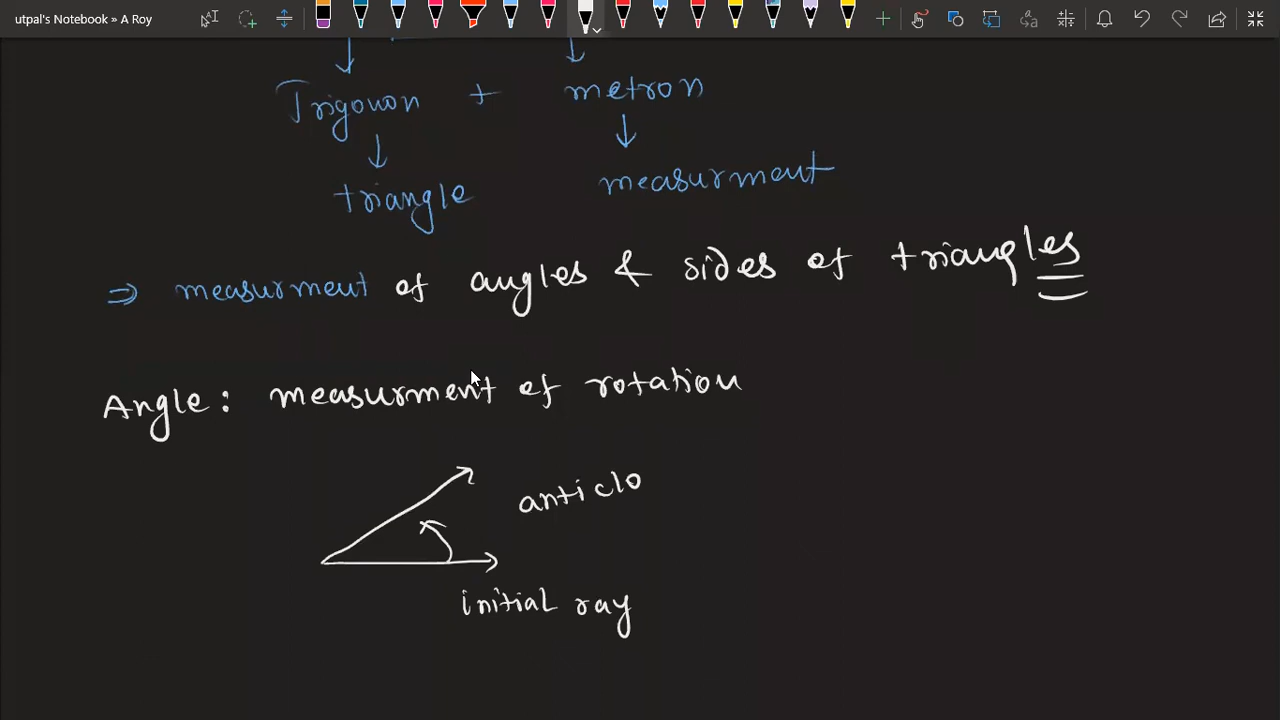 utpal's Notebook » A Roy
Trigonon + metron
triangle measurment
⇒ measurment of angles & sides of triangles
Angle: measurment of rotation
anticlo
initial ray